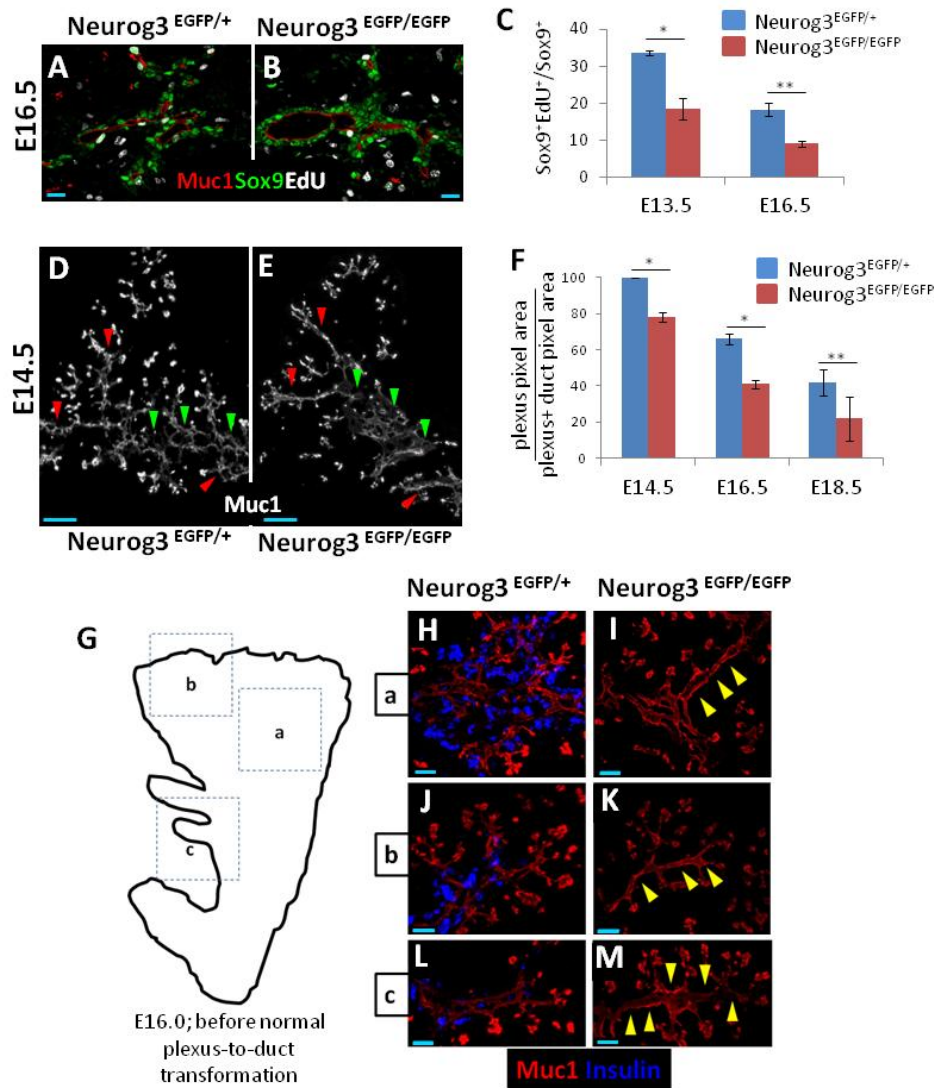 Neurog3 EGFP/+ Neurog3 EGFP/EGFP
E16.5
A
B
Muc1Sox9EdU
C
Neurog3EGFP/+
Neurog3EGFP/EGFP
Sox9+EdU+/Sox9+
40
30
20
10
0
*
**
E13.5 E16.5
E14.5
D
E
Muc1
Neurog3 EGFP/+ Neurog3 EGFP/EGFP
F
Neurog3EGFP/+
Neurog3EGFP/EGFP
plexus pixel area
plexus+ duct pixel area
100
80
60
40
20
0
*
*
**
E14.5 E16.5 E18.5
G
b
a
c
E16.0; before normal
plexus-to-duct
transformation
Neurog3 EGFP/+ Neurog3 EGFP/EGFP
a
H
I
b
J
K
c
L
M
Muc1 Insulin